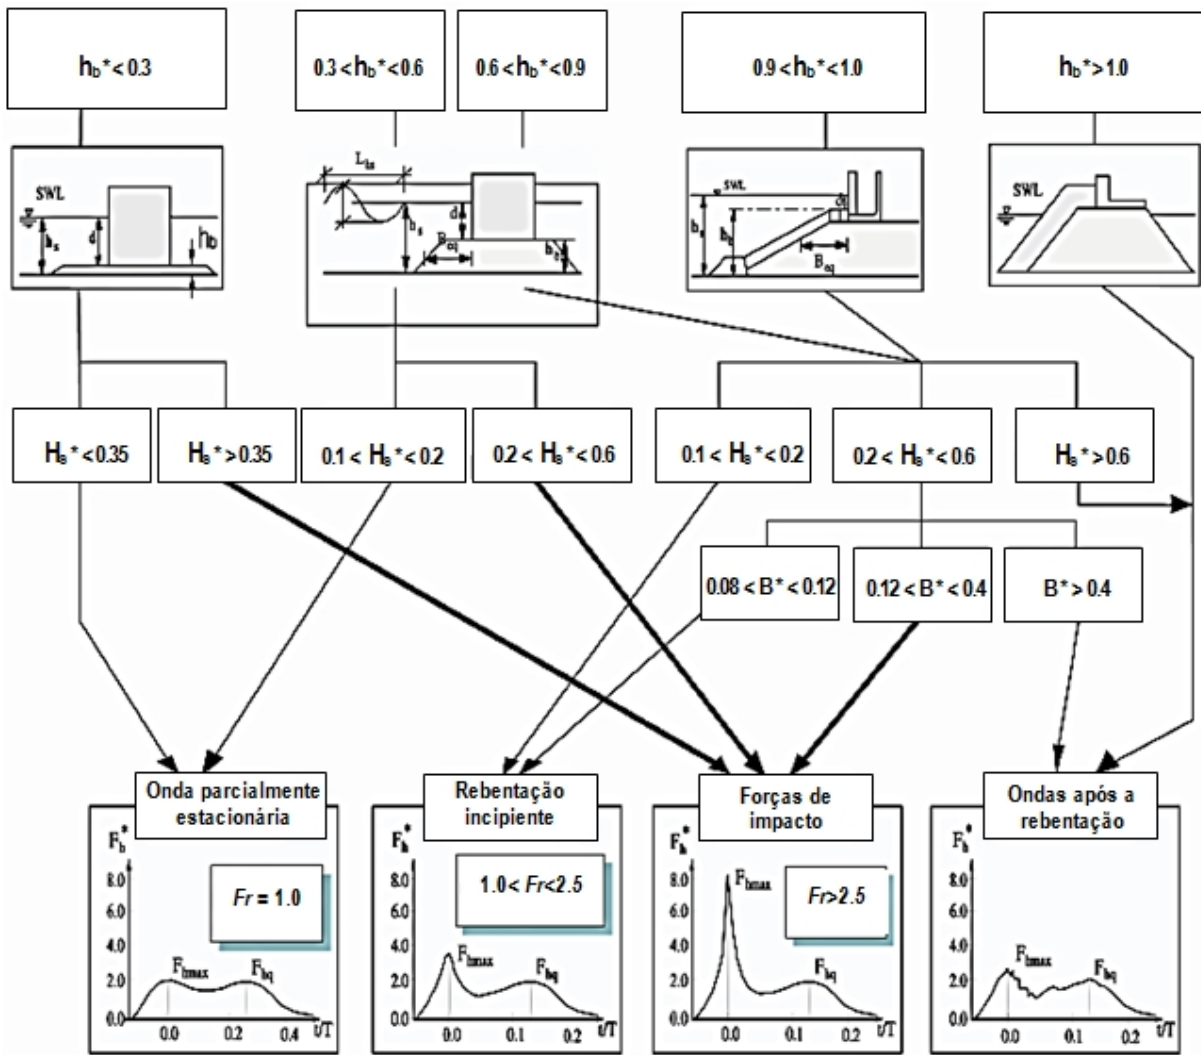 h_b* < 0.3
0.3 < h_b* < 0.6
0.6 < h_b* < 0.9
0.9 < h_b* < 1.0
h_b* > 1.0
SWL
h_s
d
h_b
L_hs
d
h_s
B_eq
h_b
SWL
d
h_s
h_b
B_eq
SWL
H_s* < 0.35
H_s* > 0.35
0.1 < H_s* < 0.2
0.2 < H_s* < 0.6
0.1 < H_s* < 0.2
0.2 < H_s* < 0.6
H_s* > 0.6
0.08 < B* < 0.12
0.12 < B* < 0.4
B* > 0.4
Onda parcialmente
estacionária
F_h*
8.0
6.0
4.0
2.0
0.0
Fr = 1.0
F_hmax
F_hq
0.0
0.2
0.4
t/T
Rebentação
incipiente
F_h*
8.0
6.0
4.0
2.0
0.0
1.0 < Fr < 2.5
F_hmax
F_hq
0.0
0.1
0.2
t/T
Forças de
impacto
F_h*
8.0
6.0
4.0
2.0
0.0
Fr > 2.5
F_hmax
F_hq
0.0
0.1
0.2
t/T
Ondas após a
rebentação
F_h*
8.0
6.0
4.0
2.0
0.0
F_hmax
F_hq
0.0
0.1
0.2
t/T